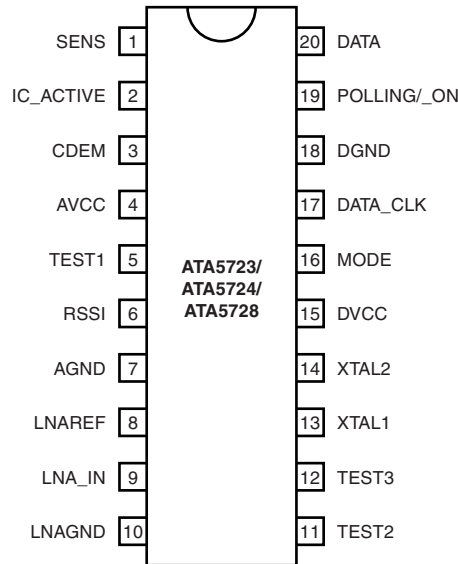 SENS 1 20 DATA
IC_ACTIVE 2 19 POLLING/_ON
CDEM 3 18 DGND
AVCC 4 17 DATA_CLK
TEST1 5 16 MODE
ATA5723/
ATA5724/
ATA5728
RSSI 6 15 DVCC
AGND 7 14 XTAL2
LNAREF 8 13 XTAL1
LNA_IN 9 12 TEST3
LNAGND 10 11 TEST2